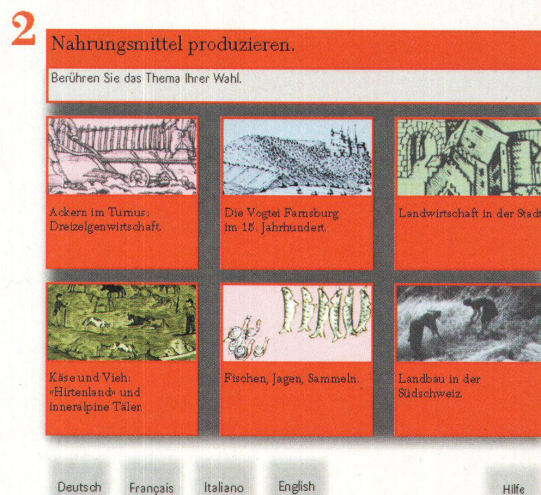 2
Nahrungsmittel produzieren.
Berühren Sie das Thema Ihrer Wahl.
Ackern im Turnus:
Dreizelgenwirtschaft.
Die Vogtei Farnsburg
im 18. Jahrhundert.
Landwirtschaft in der Stadt
Käse und Vieh:
«Hirtenland» und
inneralpine Täler.
Fischen, Jagen, Sammeln.
Landbau in der
Südschweiz.
Deutsch
Français
Italiano
English
Hilfe